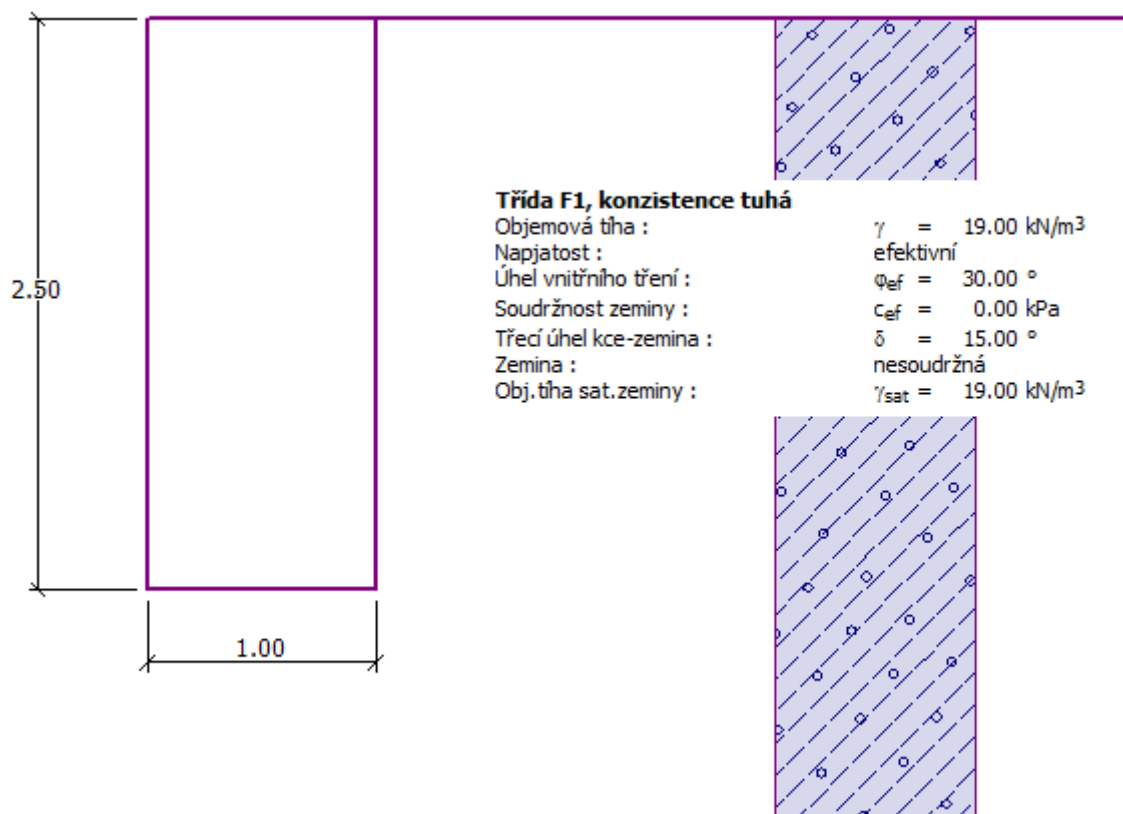 Třída F1, konzistence tuhá
Objemová tíha : γ = 19.00 kN/m3
Napjatost : efektivní
Úhel vnitřního tření : φef = 30.00 °
Soudržnost zeminy : cef = 0.00 kPa
Třecí úhel kce-zemina : δ = 15.00 °
Zemina : nesoudržná
Obj.tíha sat.zeminy : γsat = 19.00 kN/m3
2.50
1.00